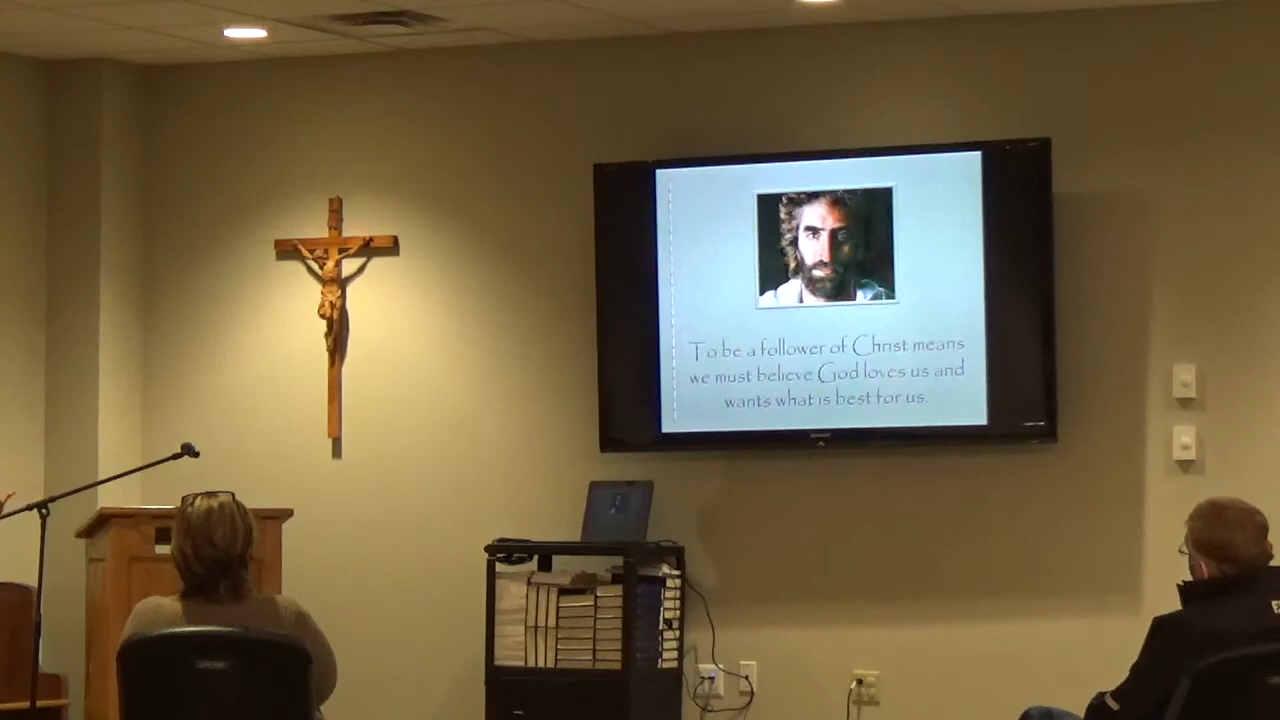 To be a follower of Christ means
we must believe God loves us and
wants what is best for us.